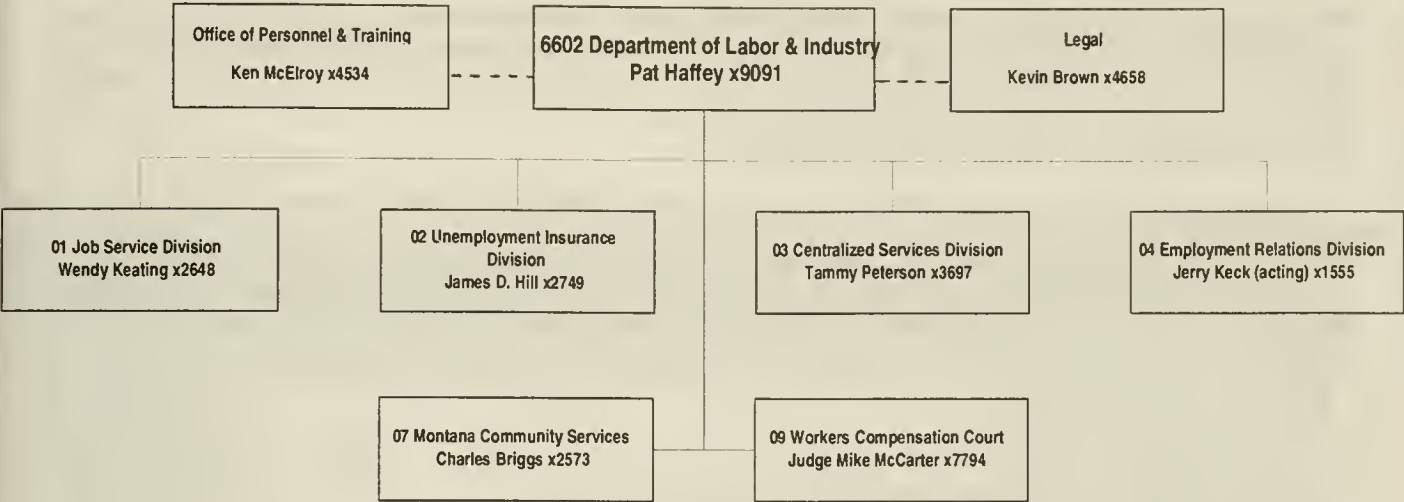 Office of Personnel & Training
Ken McElroy x4534
6602 Department of Labor & Industry
Pat Haffey x9091
Legal
Kevin Brown x4658
01 Job Service Division
Wendy Keating x2648
02 Unemployment Insurance
Division
James D. Hill x2749
03 Centralized Services Division
Tammy Peterson x3697
04 Employment Relations Division
Jerry Keck (acting) x1555
07 Montana Community Services
Charles Briggs x2573
09 Workers Compensation Court
Judge Mike McCarter x7794